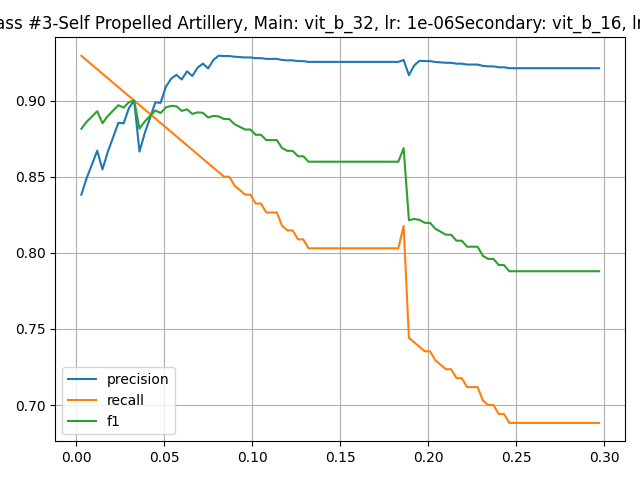 ass #3-Self Propelled Artillery, Main: vit_b_32, lr: 1e-06Secondary: vit_b_16, lr
0.90
0.85
0.80
0.75
0.70
precision
recall
f1
0.00 0.05 0.10 0.15 0.20 0.25 0.30